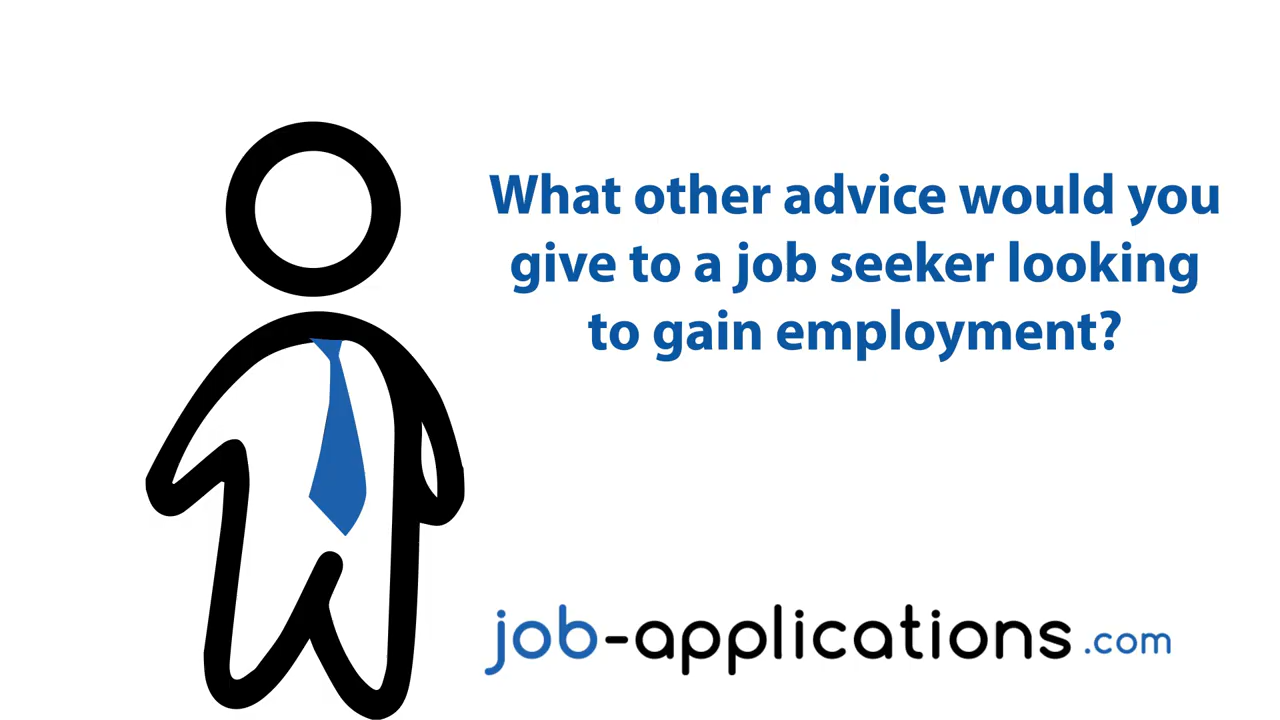 What other advice would you
give to a job seeker looking
to gain employment?
job-applications.com